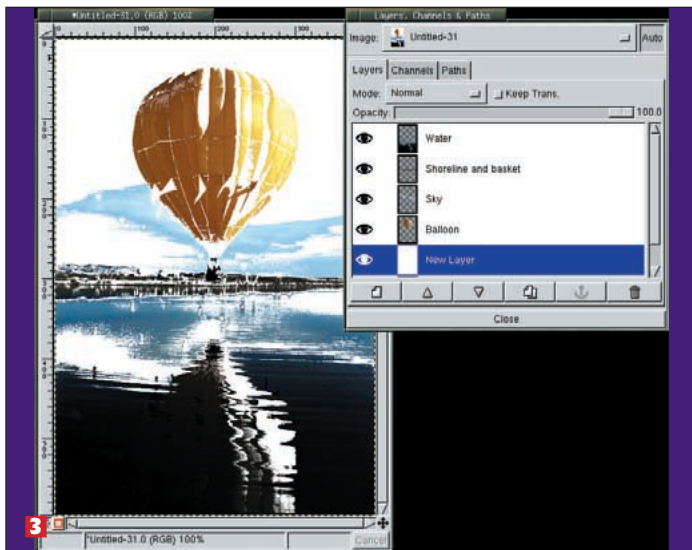 *Untitled-31.0 (RGB) 100%
0 100 200 300
Layers, Channels & Paths
Image: Untitled-31 Auto
Layers Channels Paths
Mode: Normal Keep Trans.
Opacity: 100.0
Water
Shoreline and basket
Sky
Balloon
New Layer
Close
3
*Untitled-31.0 (RGB) 100%
Cancel